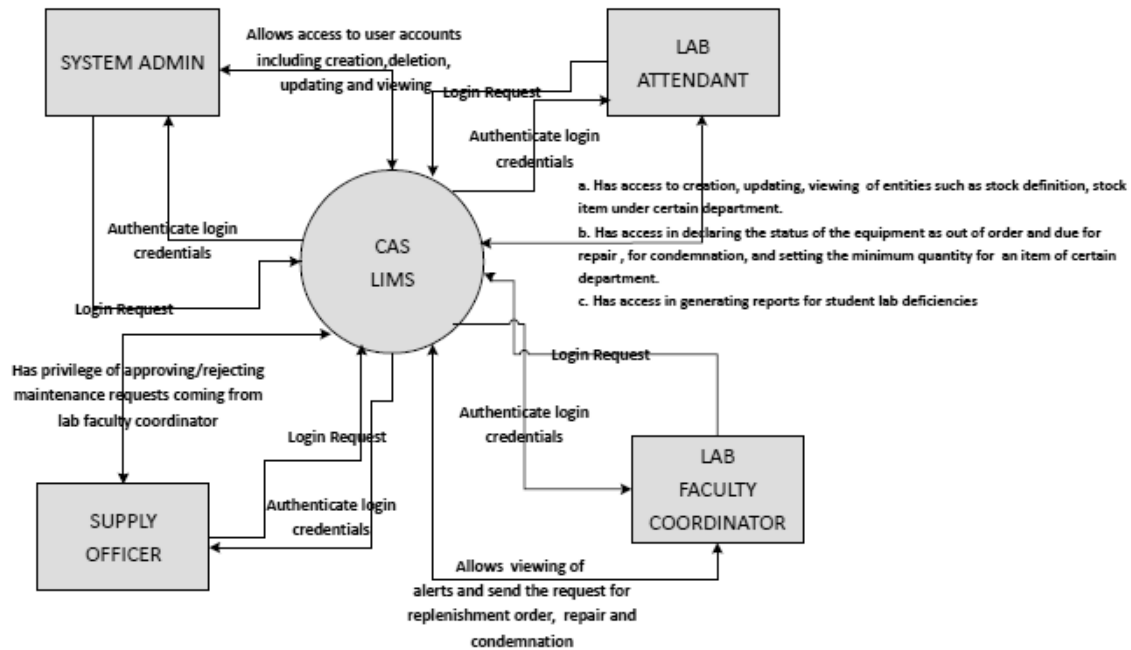 SYSTEM ADMIN
Allows access to user accounts
including creation,deletion,
updating and viewing
LAB
ATTENDANT
Login Request
Authenticate login
credentials
a. Has access to creation, updating, viewing of entities such as stock definition, stock
item under certain department.
b. Has access in declaring the status of the equipment as out of order and due for
repair , for condemnation, and setting the minimum quantity for an item of certain
department.
c. Has access in generating reports for student lab deficiencies
Authenticate login
credentials
CAS
LIMS
Login Request
Has privilege of approving/rejecting
maintenance requests coming from
lab faculty coordinator
Login Request
Authenticate login
credentials
Login Request
LAB
FACULTY
COORDINATOR
SUPPLY
OFFICER
Authenticate login
credentials
Allows viewing of
alerts and send the request for
replenishment order, repair and
condemnation